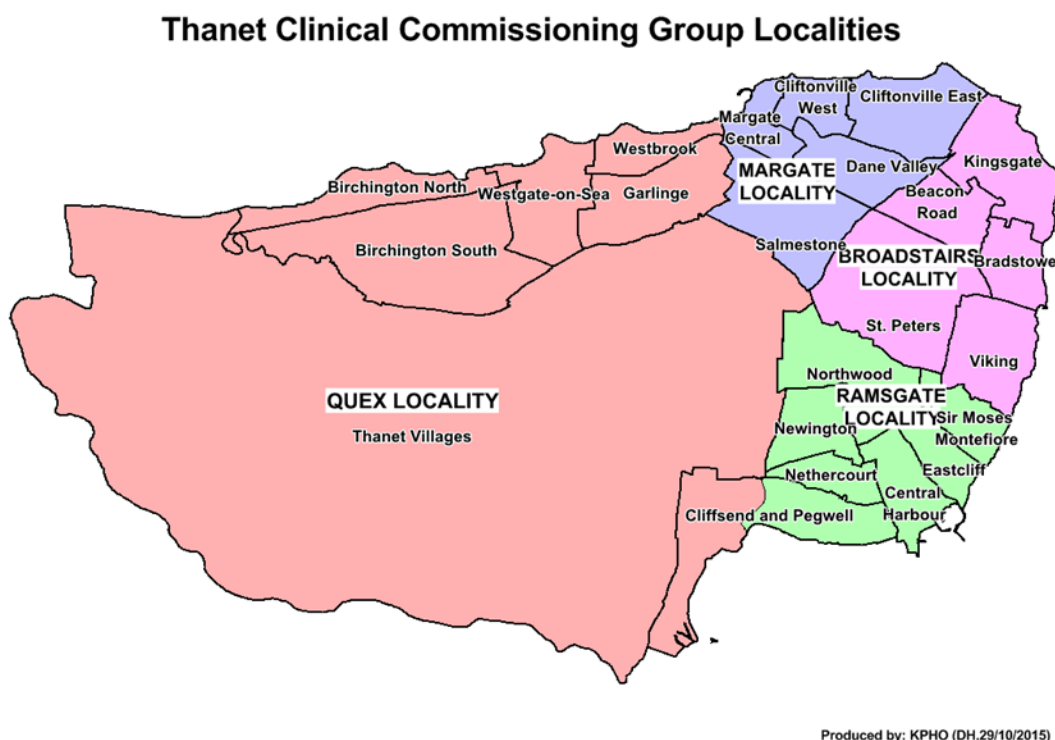 Thanet Clinical Commissioning Group Localities
Cliftonville
West
Cliftonville East
Margate
Central
Westbrook
Kingsgate
Dane Valley
MARGATE
LOCALITY
Birchington North
Westgate-on-Sea
Garlinge
Beacon
Road
Birchington South
Salmestone
BROADSTAIRS
LOCALITY
Bradstowe
St. Peters
Viking
Northwood
QUEX LOCALITY
RAMSGATE
LOCALITY
Thanet Villages
Newington
Sir Moses
Montefiore
Nethercourt
Eastcliff
Central
Harbour
Cliffsend and Pegwell
Produced by: KPHO (DH,29/10/2015)